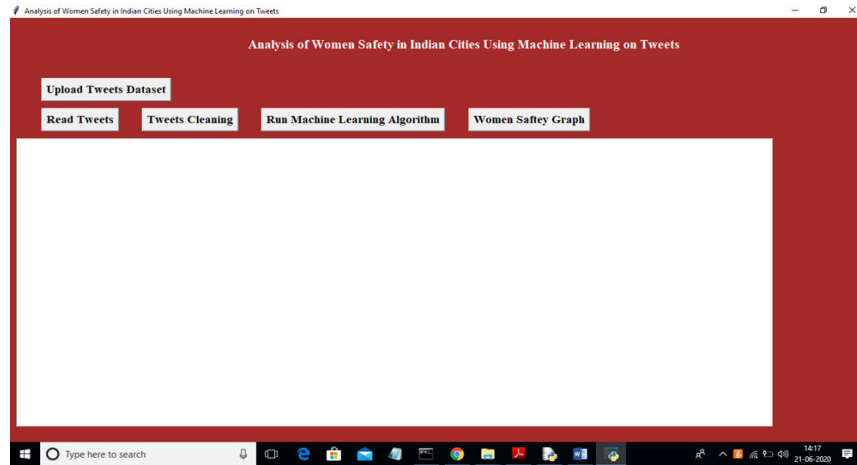 Analysis of Women Safety in Indian Cities Using Machine Learning on Tweets
Analysis of Women Safety in Indian Cities Using Machine Learning on Tweets
Upload Tweets Dataset
Read Tweets Tweets Cleaning Run Machine Learning Algorithm Women Saftey Graph
Type here to search
14:17
21-06-2020